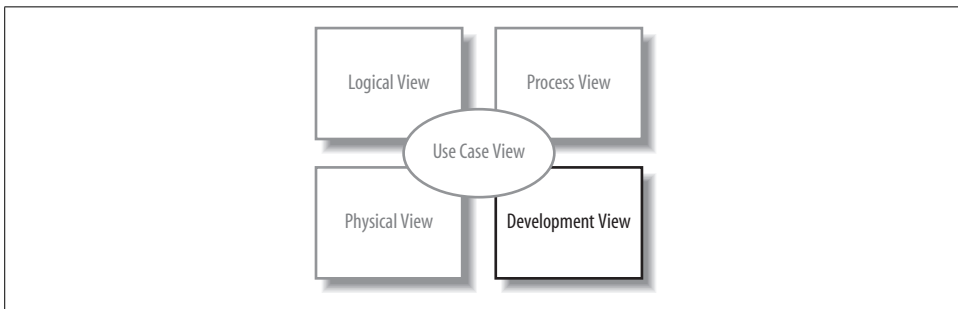 Logical View
Process View
Use Case View
Physical View
Development View